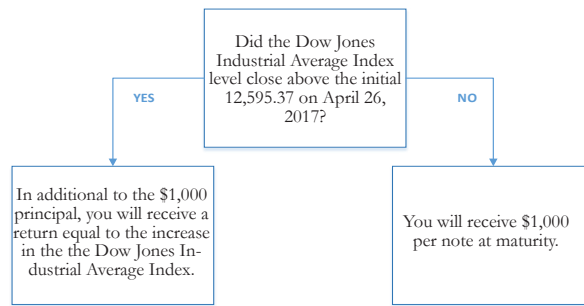 Did the Dow Jones
Industrial Average Index
level close above the initial
12,595.37 on April 26,
2017?
YES
NO
In additional to the $1,000
principal, you will receive a
return equal to the increase
in the the Dow Jones In-
dustrial Average Index.
You will receive $1,000
per note at maturity.